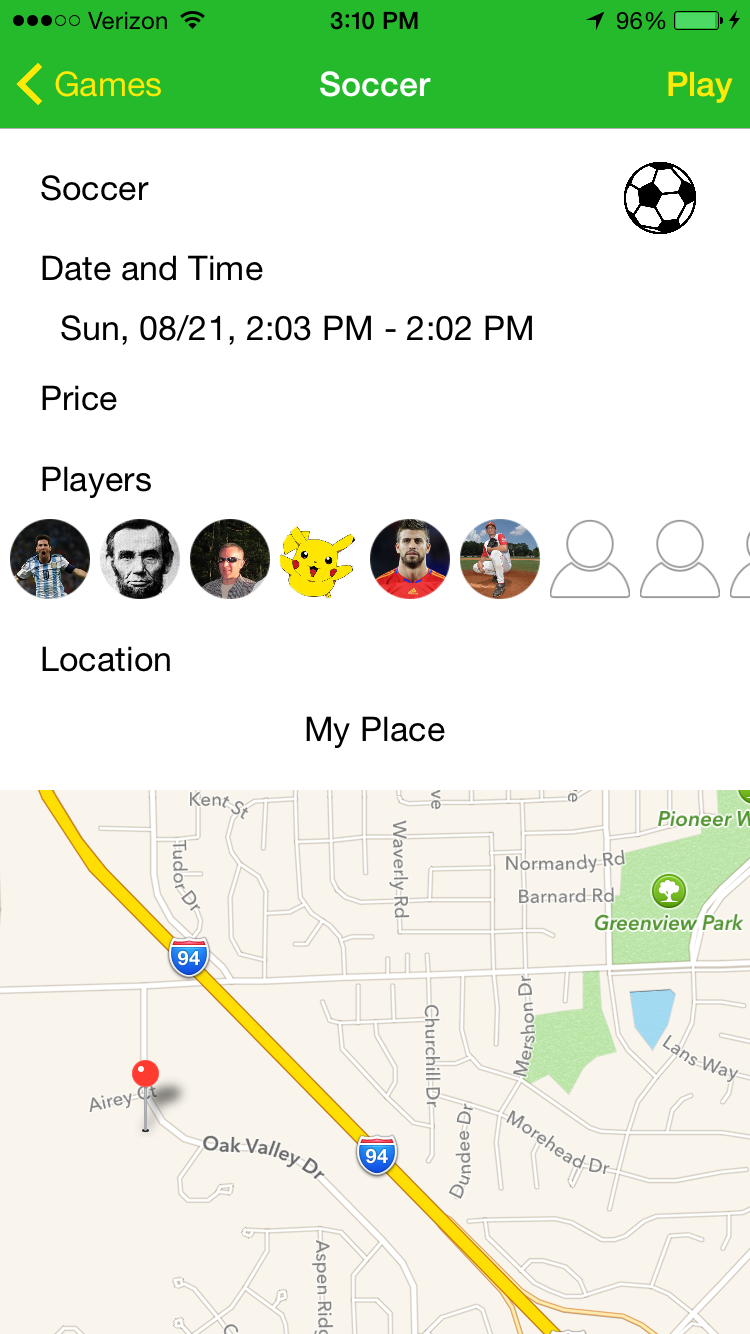 Verizon 3:10 PM 96%
Games Soccer Play
Soccer
Date and Time
Sun, 08/21, 2:03 PM - 2:02 PM
Price
Players
Location
My Place
Kent St
ve
e
Pioneer W
Tudor Dr
Waverly Rd
Normandy Rd
Barnard Rd
Greenview Park
94
Churchill Dr
Mershon Dr
Lans Way
Airey Ct
Oak Valley Dr
94
Dundee Dr
Morehead Dr
Aspen Ridg
C